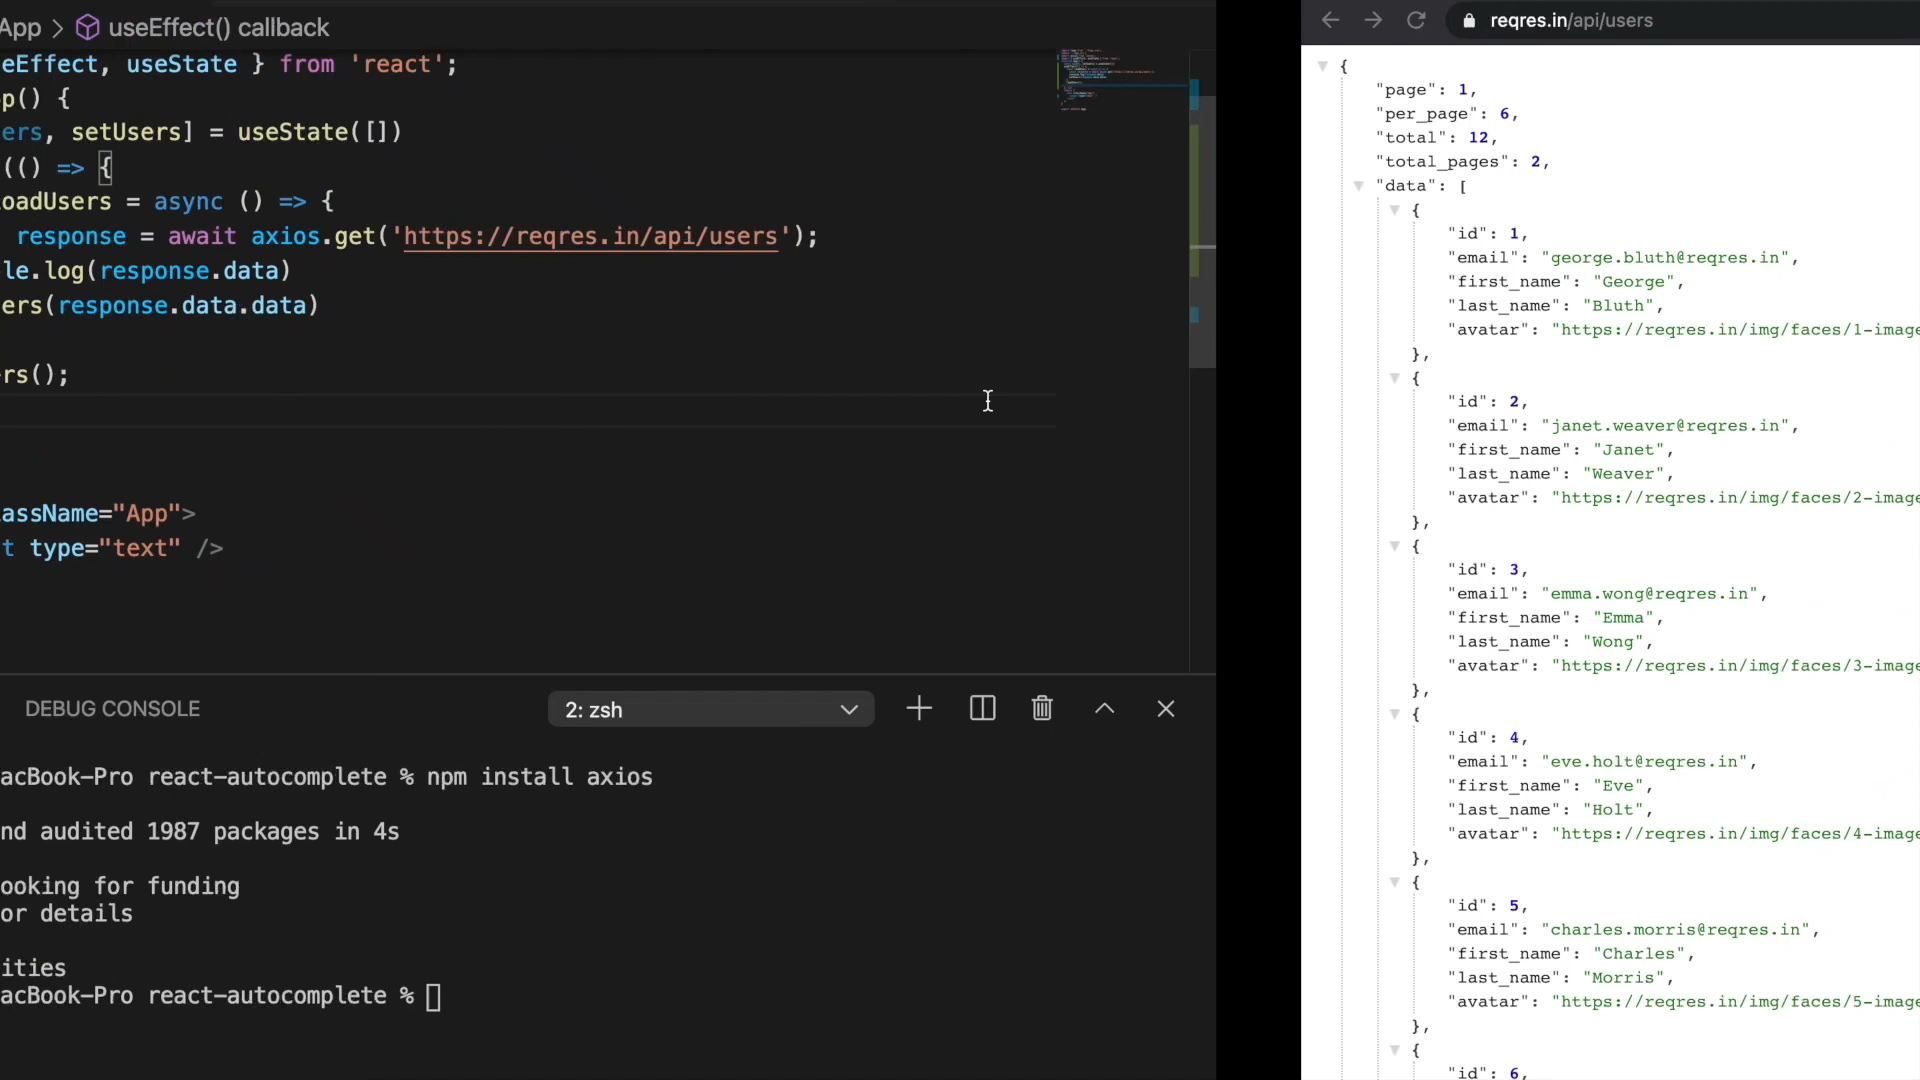 App > useEffect() callback
eEffect, useState } from 'react';
p() {
ers, setUsers] = useState([])
(() => {
loadUsers = async () => {
response = await axios.get('https://reqres.in/api/users');
le.log(response.data)
ers(response.data.data)
rs();
assName="App">
t type="text" />
DEBUG CONSOLE
2: zsh
acBook-Pro react-autocomplete % npm install axios
nd audited 1987 packages in 4s
ooking for funding
or details
ities
acBook-Pro react-autocomplete %
reqres.in/api/users
{
"page": 1,
"per_page": 6,
"total": 12,
"total_pages": 2,
"data": [
{
"id": 1,
"email": "george.bluth@reqres.in",
"first_name": "George",
"last_name": "Bluth",
"avatar": "https://reqres.in/img/faces/1-image
},
{
"id": 2,
"email": "janet.weaver@reqres.in",
"first_name": "Janet",
"last_name": "Weaver",
"avatar": "https://reqres.in/img/faces/2-image
},
{
"id": 3,
"email": "emma.wong@reqres.in",
"first_name": "Emma",
"last_name": "Wong",
"avatar": "https://reqres.in/img/faces/3-image
},
{
"id": 4,
"email": "eve.holt@reqres.in",
"first_name": "Eve",
"last_name": "Holt",
"avatar": "https://reqres.in/img/faces/4-image
},
{
"id": 5,
"email": "charles.morris@reqres.in",
"first_name": "Charles",
"last_name": "Morris",
"avatar": "https://reqres.in/img/faces/5-image
},
{
"id": 6,